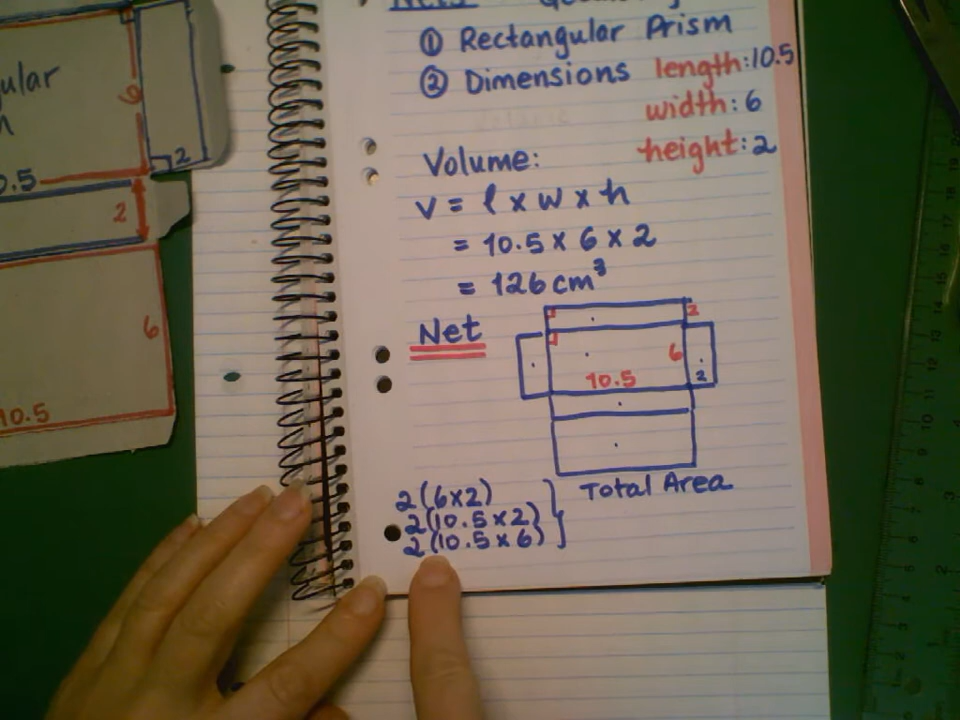 ① Rectangular Prism
② Dimensions length: 10.5
width: 6
height: 2
Volume:
V = l x w x h
= 10.5 x 6 x 2
= 126 cm³
Net
2
6
10.5
2
2(6x2)
2(10.5x2)
2(10.5x6)
Total Area
6
2
2
6
10.5